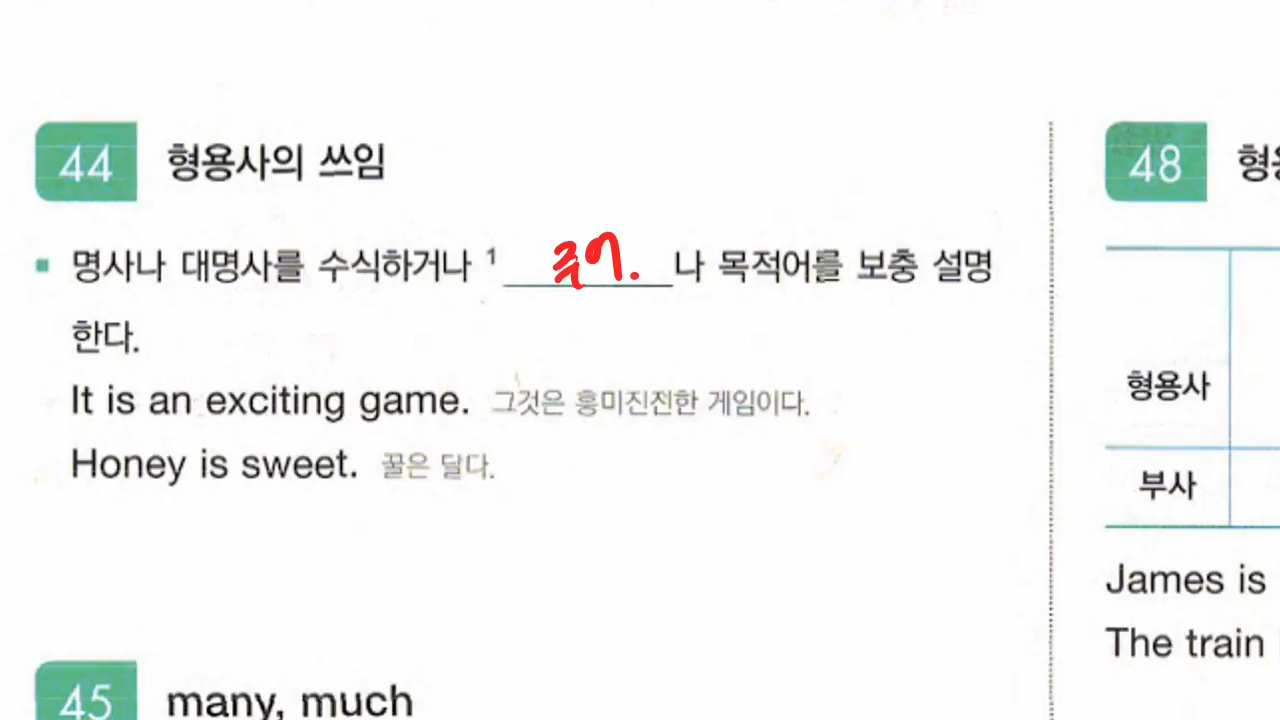 44 형용사의 쓰임
명사나 대명사를 수식하거나 1 주어. 나 목적어를 보충 설명
한다.
It is an exciting game. 그것은 흥미진진한 게임이다.
Honey is sweet. 꿀은 달다.
45 many, much
48
형용사
부사
James is
The train